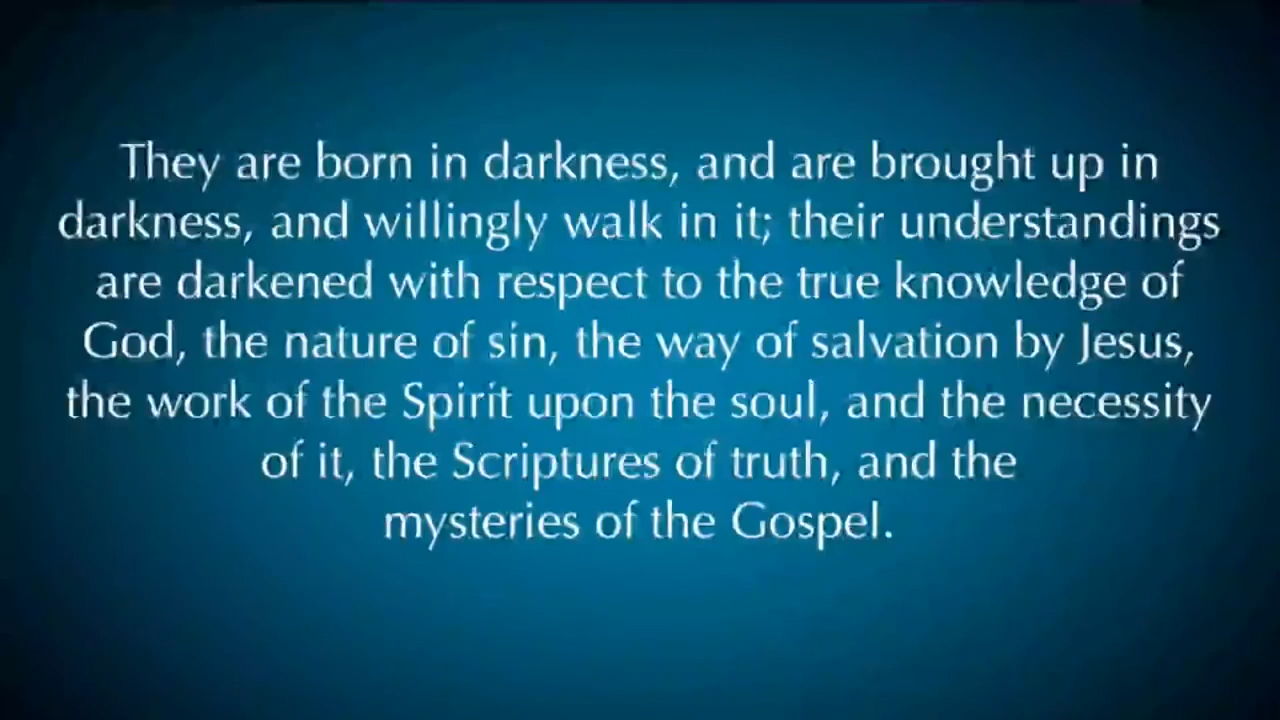 They are born in darkness, and are brought up in
darkness, and willingly walk in it; their understandings
are darkened with respect to the true knowledge of
God, the nature of sin, the way of salvation by Jesus,
the work of the Spirit upon the soul, and the necessity
of it, the Scriptures of truth, and the
mysteries of the Gospel.